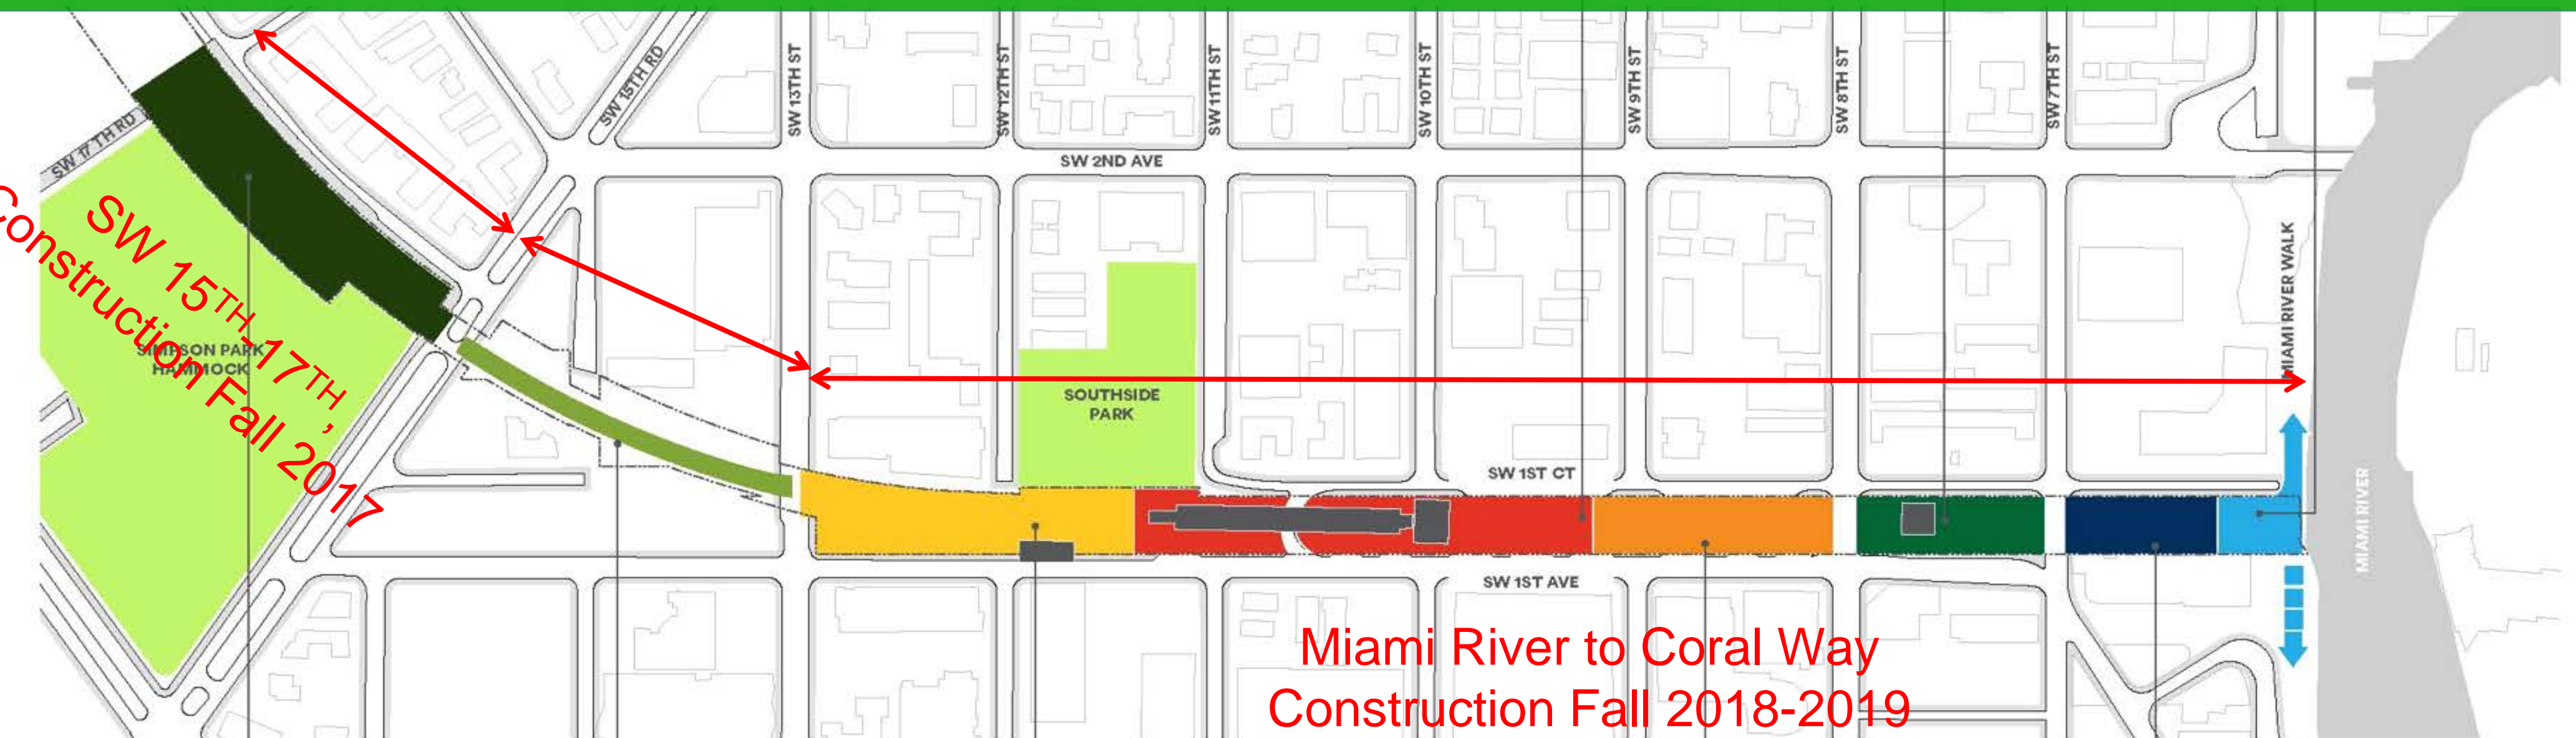 SW 17TH RD
SW 15TH RD
SW 13TH ST
SW 12TH ST
SW 11TH ST
SW 10TH ST
SW 9TH ST
SW 8TH ST
SW 7TH ST
SW 2ND AVE
MIAMI RIVER WALK
SW 15TH-17TH,
Construction Fall 2017
SIMPSON PARK
HAMMOCK
SOUTHSIDE
PARK
SW 1ST CT
MIAMI RIVER
SW 1ST AVE
Miami River to Coral Way
Construction Fall 2018-2019